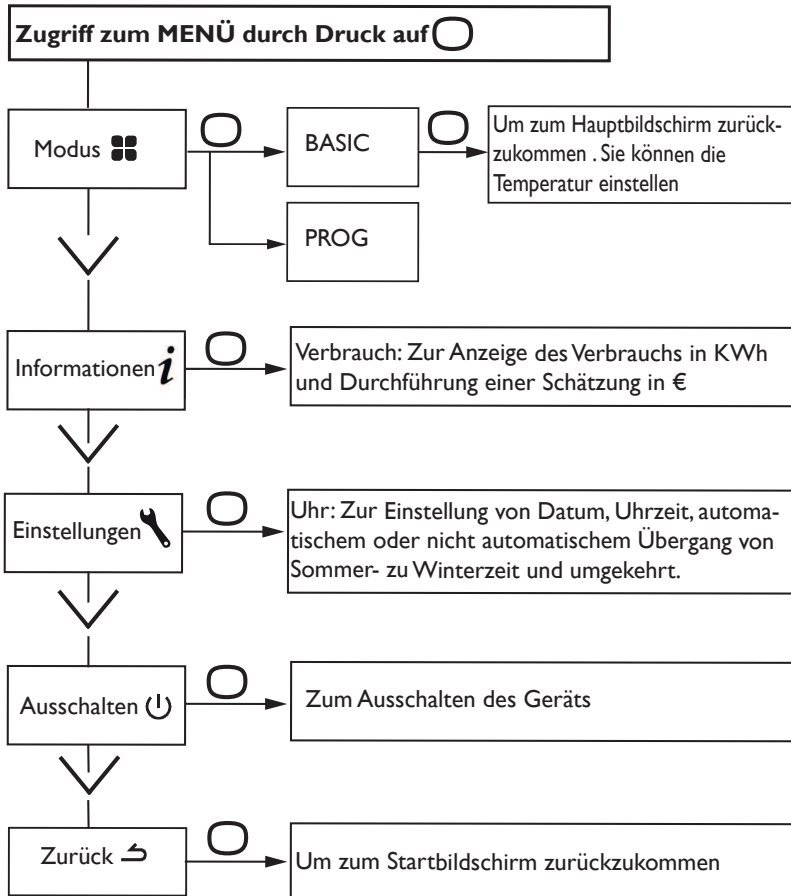 Zugriff zum MENÜ durch Druck auf
Modus
BASIC
Um zum Hauptbildschirm zurück-
zukommen . Sie können die
Temperatur einstellen
PROG
Informationen i
Verbrauch: Zur Anzeige des Verbrauchs in KWh
und Durchführung einer Schätzung in €
Einstellungen
Uhr: Zur Einstellung von Datum, Uhrzeit, automa-
tischem oder nicht automatischem Übergang von
Sommer- zu Winterzeit und umgekehrt.
Ausschalten
Zum Ausschalten des Geräts
Zurück
Um zum Startbildschirm zurückzukommen